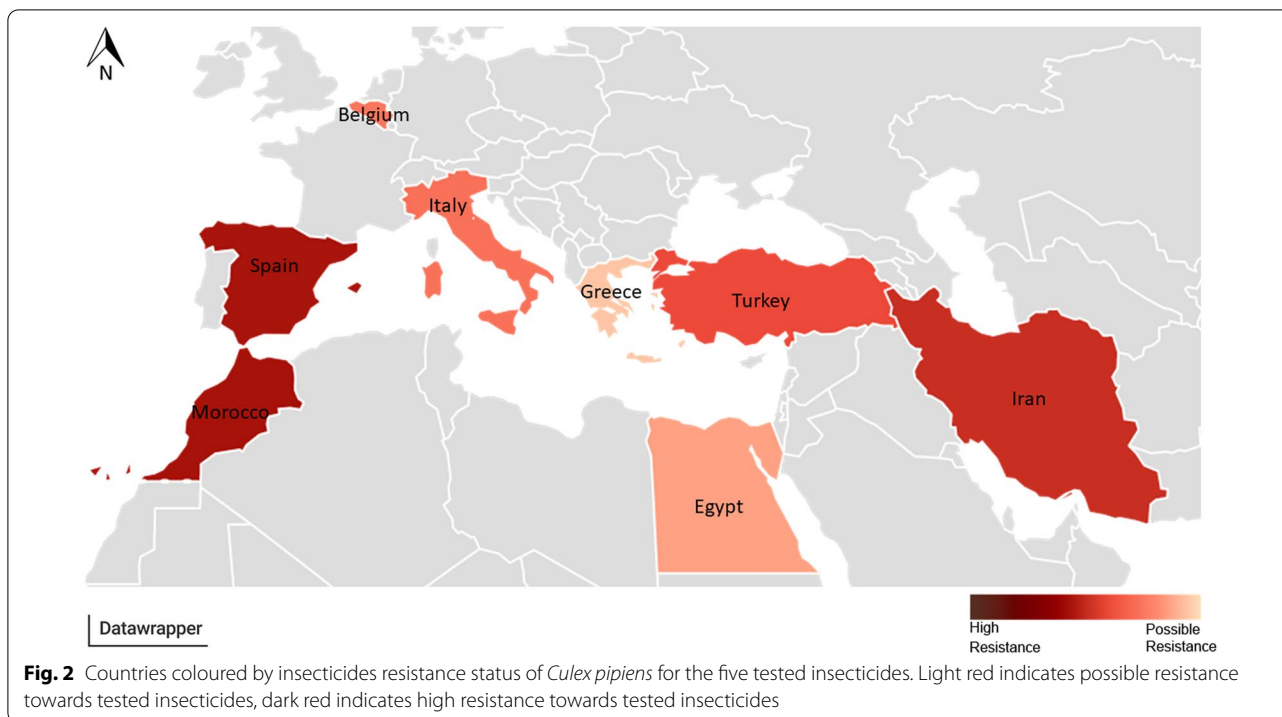 N
Belgium
Italy
Spain
Greece
Turkey
Morocco
Iran
Egypt
High Resistance
Possible Resistance
Datawrapper
Fig. 2 Countries coloured by insecticides resistance status of Culex pipiens for the five tested insecticides. Light red indicates possible resistance
towards tested insecticides, dark red indicates high resistance towards tested insecticides